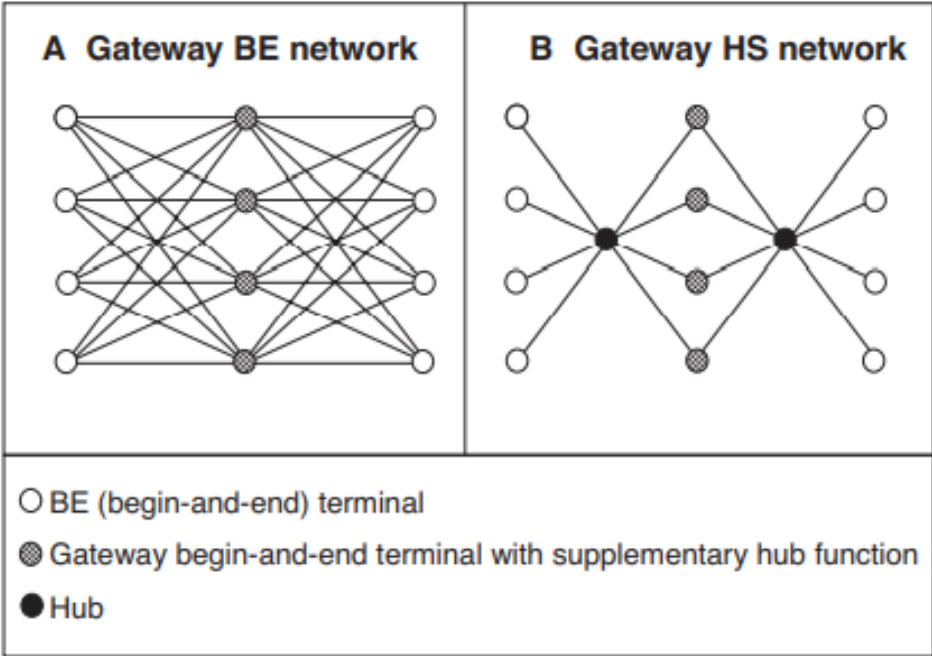 A Gateway BE network
B Gateway HS network
BE (begin-and-end) terminal
Gateway begin-and-end terminal with supplementary hub function
Hub